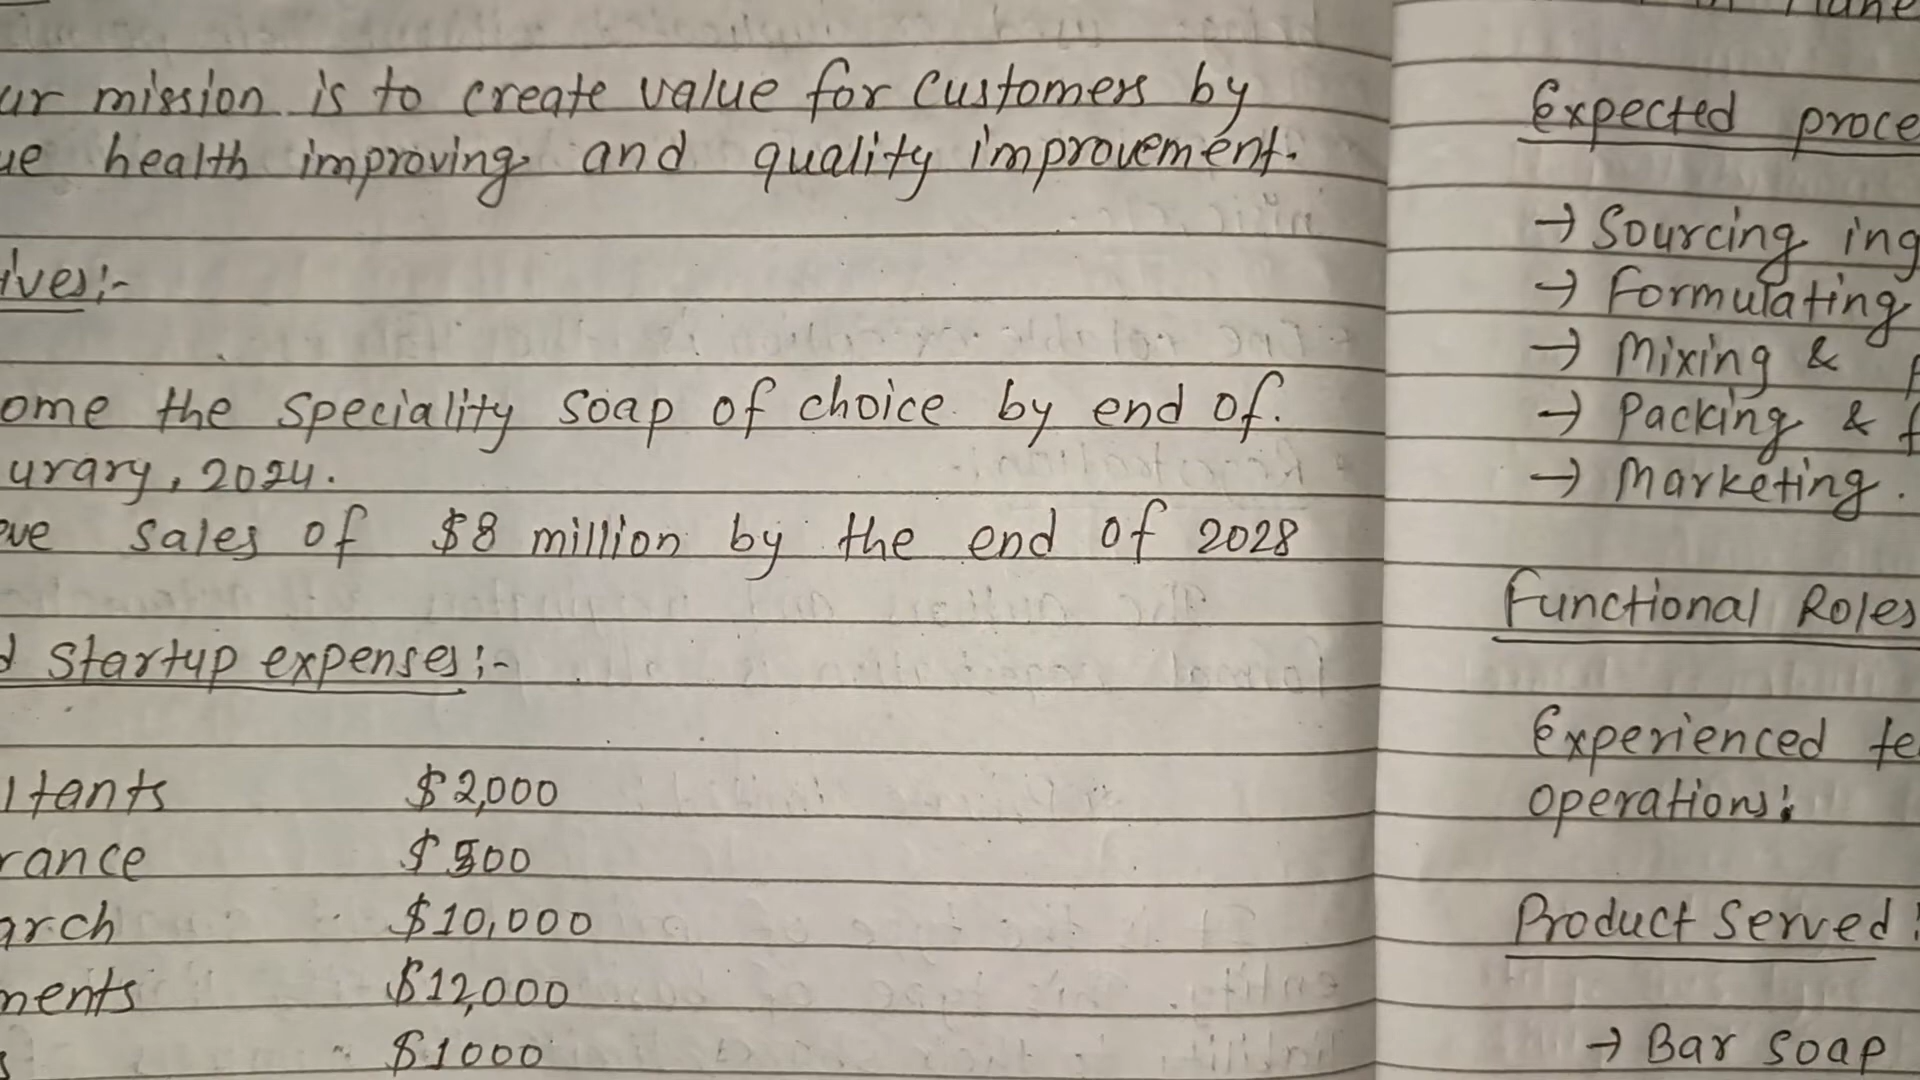 ur mission is to create value for customers by
ue health improving and quality improvement.
ives:-
ome the speciality soap of choice by end of.
urary, 2024.
eve sales of $8 million by the end of 2028
d startup expenses:-
ltants $2,000
rance $500
arch $10,000
ments $12,000
s $1000
Expected proce
→ Sourcing ing
→ Formulating
→ Mixing &
→ Packing &
→ Marketing.
Functional Roles
Experienced te
operations:
Product Served:
→ Bar soap